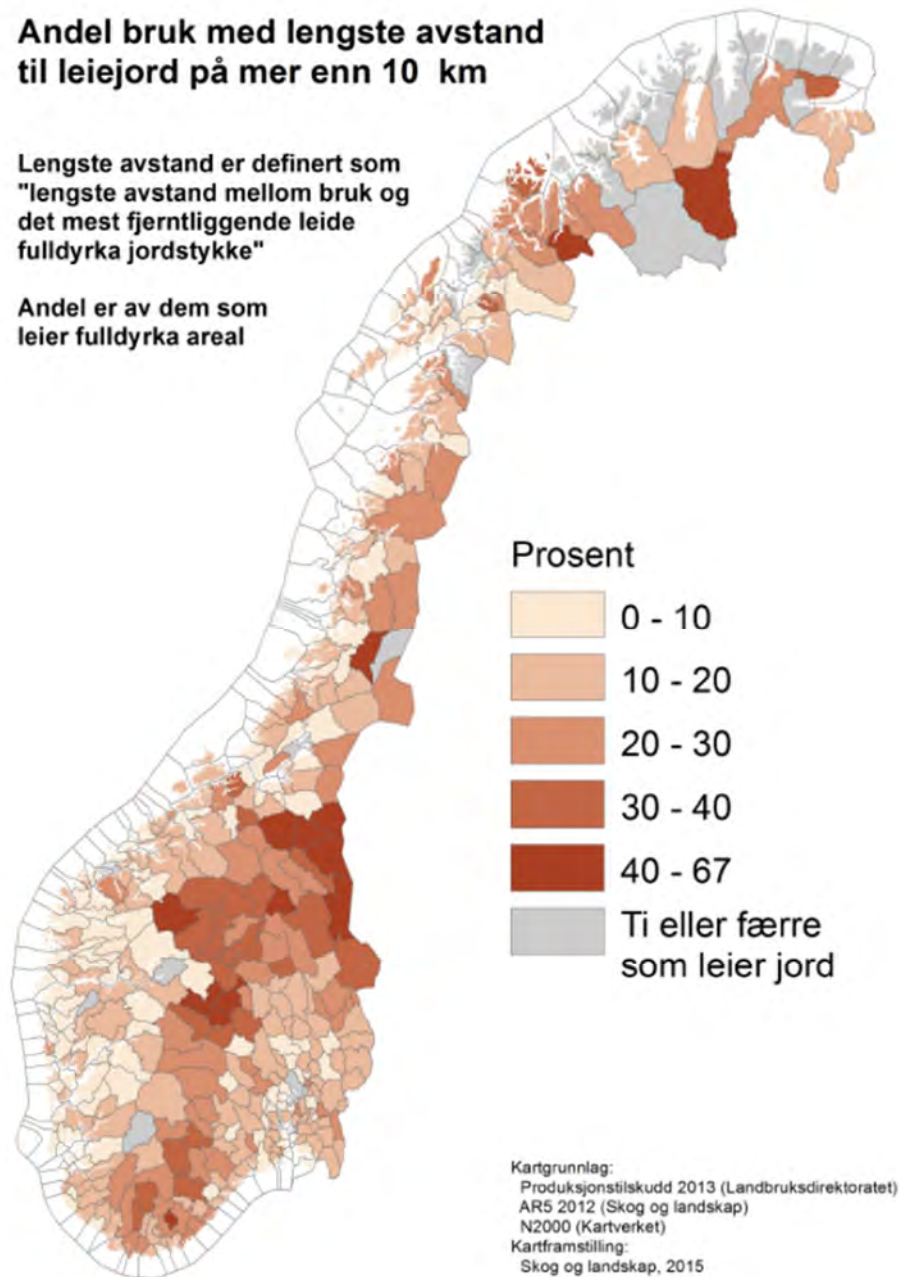 Andel bruk med lengste avstand
til leiejord på mer enn 10 km
Lengste avstand er definert som
"lengste avstand mellom bruk og
det mest fjerntliggende leide
fulldyrka jordstykke"
Andel er av dem som
leier fulldyrka areal
Prosent
0 - 10
10 - 20
20 - 30
30 - 40
40 - 67
Ti eller færre
som leier jord
Kartgrunnlag:
Produksjonstilskudd 2013 (Landbruksdirektoratet)
AR5 2012 (Skog og landskap)
N2000 (Kartverket)
Kartframstilling:
Skog og landskap, 2015